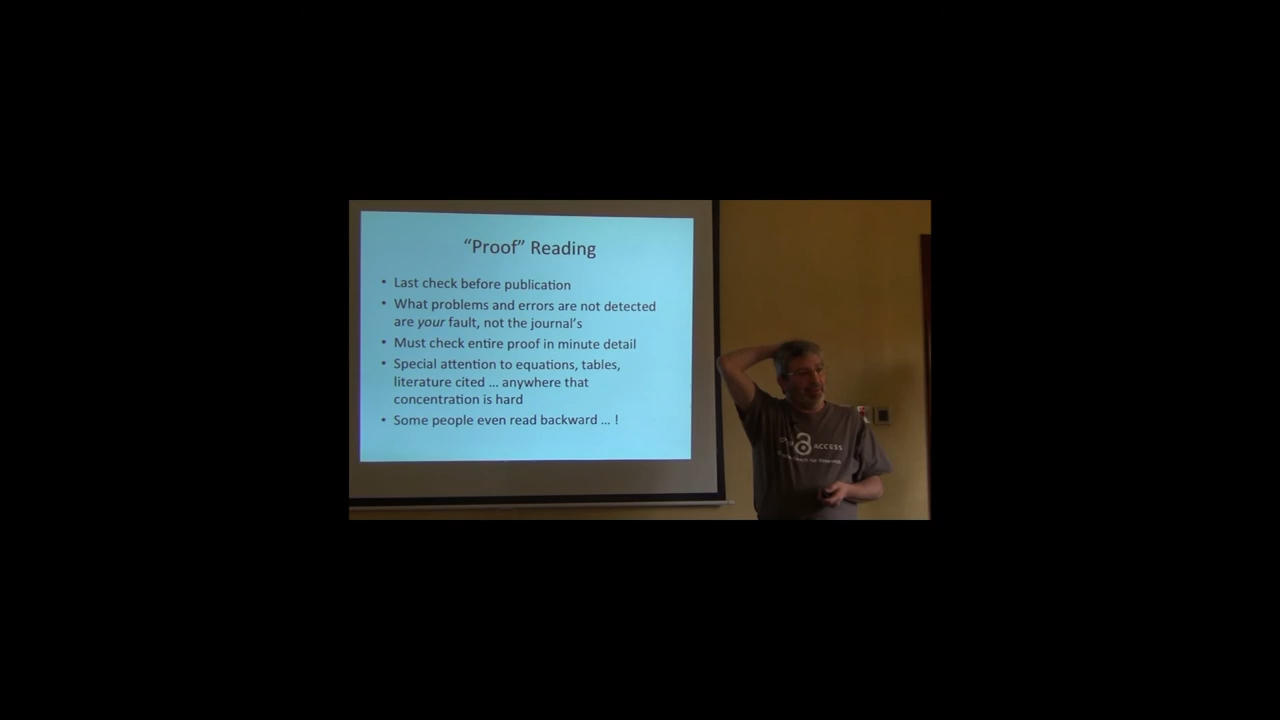 “Proof” Reading
• Last check before publication
• What problems and errors are not detected
are your fault, not the journal’s
• Must check entire proof in minute detail
• Special attention to equations, tables,
literature cited ... anywhere that
concentration is hard
• Some people even read backward ... !
ACCESS